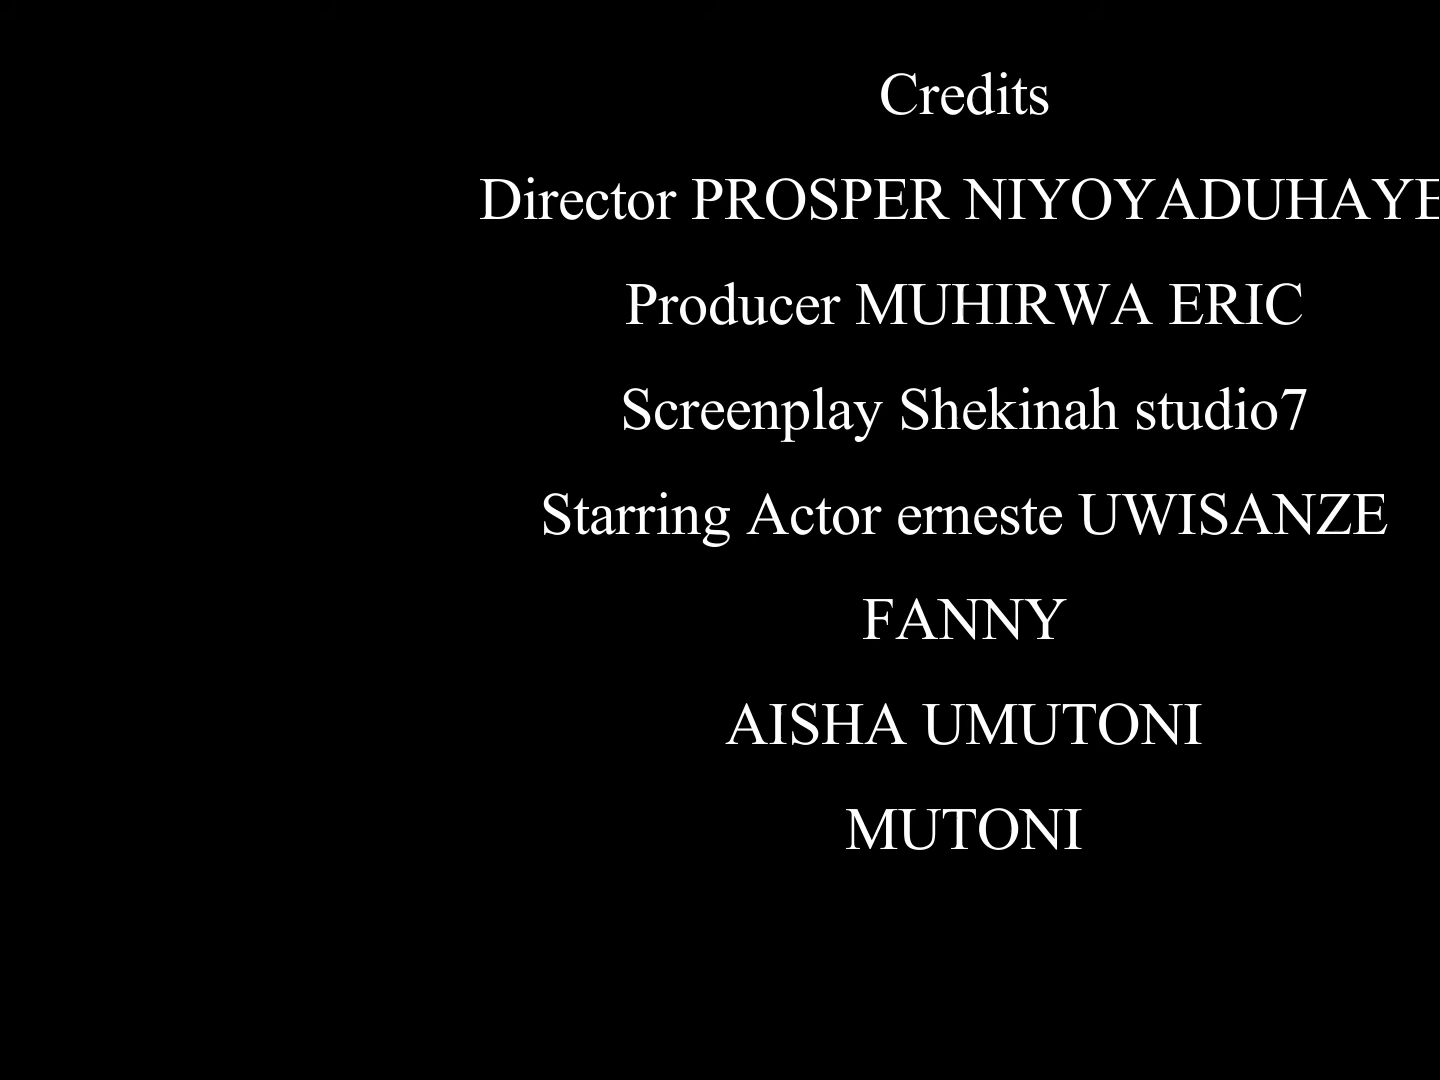 Credits
Director PROSPER NIYOYADUHAYE
Producer MUHIRWA ERIC
Screenplay Shekinah studio7
Starring Actor erneste UWISANZE
FANNY
AISHA UMUTONI
MUTONI